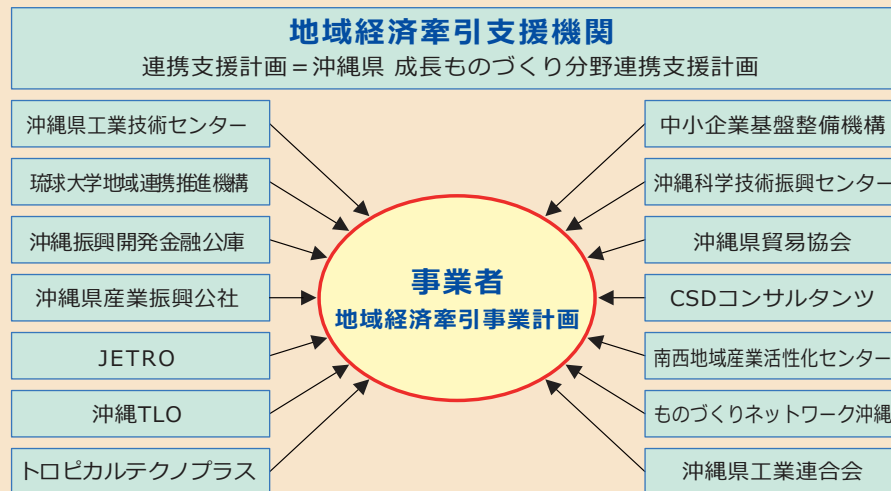 地域経済牽引支援機関
連携支援計画＝沖縄県 成長ものづくり分野連携支援計画
沖縄県工業技術センター
琉球大学地域連携推進機構
沖縄振興開発金融公庫
沖縄県産業振興公社
JETRO
沖縄TLO
トロピカルテクノプラス
事業者
地域経済牽引事業計画
中小企業基盤整備機構
沖縄科学技術振興センター
沖縄県貿易協会
CSDコンサルタンツ
南西地域産業活性化センター
ものづくりネットワーク沖縄
沖縄県工業連合会